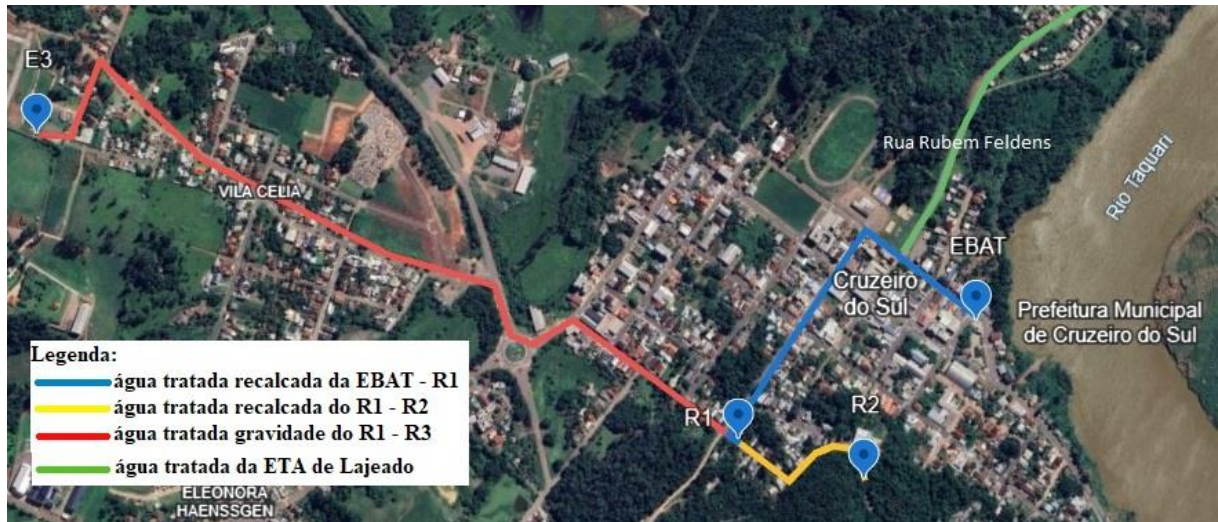 E3
Rua Rubem Feldens
VILA CELIA
Rio Taquari
EBAT
Cruzeiro
do Sul
Prefeitura Municipal
de Cruzeiro do Sul
R1
R2
Legenda:
água tratada recalcada da EBAT - R1
água tratada recalcada do R1 - R2
água tratada gravidade do R1 - R3
água tratada da ETA de Lajeado
ELEONORA
HAENSSGEN